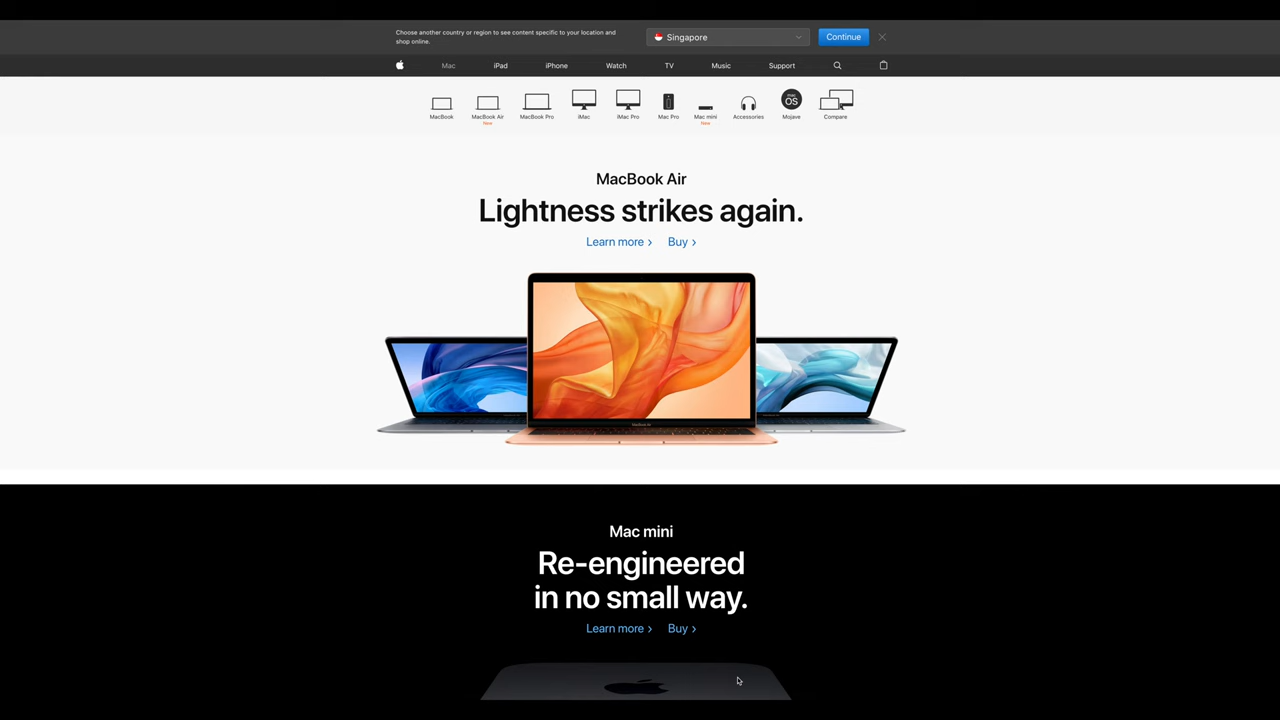 Choose another country or region to see content specific to your location and
shop online.
Singapore
Continue
Mac
iPad
iPhone
Watch
TV
Music
Support
MacBook
MacBook Air
New
MacBook Pro
iMac
iMac Pro
Mac Pro
Mac mini
New
Accessories
macOS
Mojave
Compare
MacBook Air
Lightness strikes again.
Learn more >
Buy >
MacBook Air
Mac mini
Re-engineered
in no small way.
Learn more >
Buy >